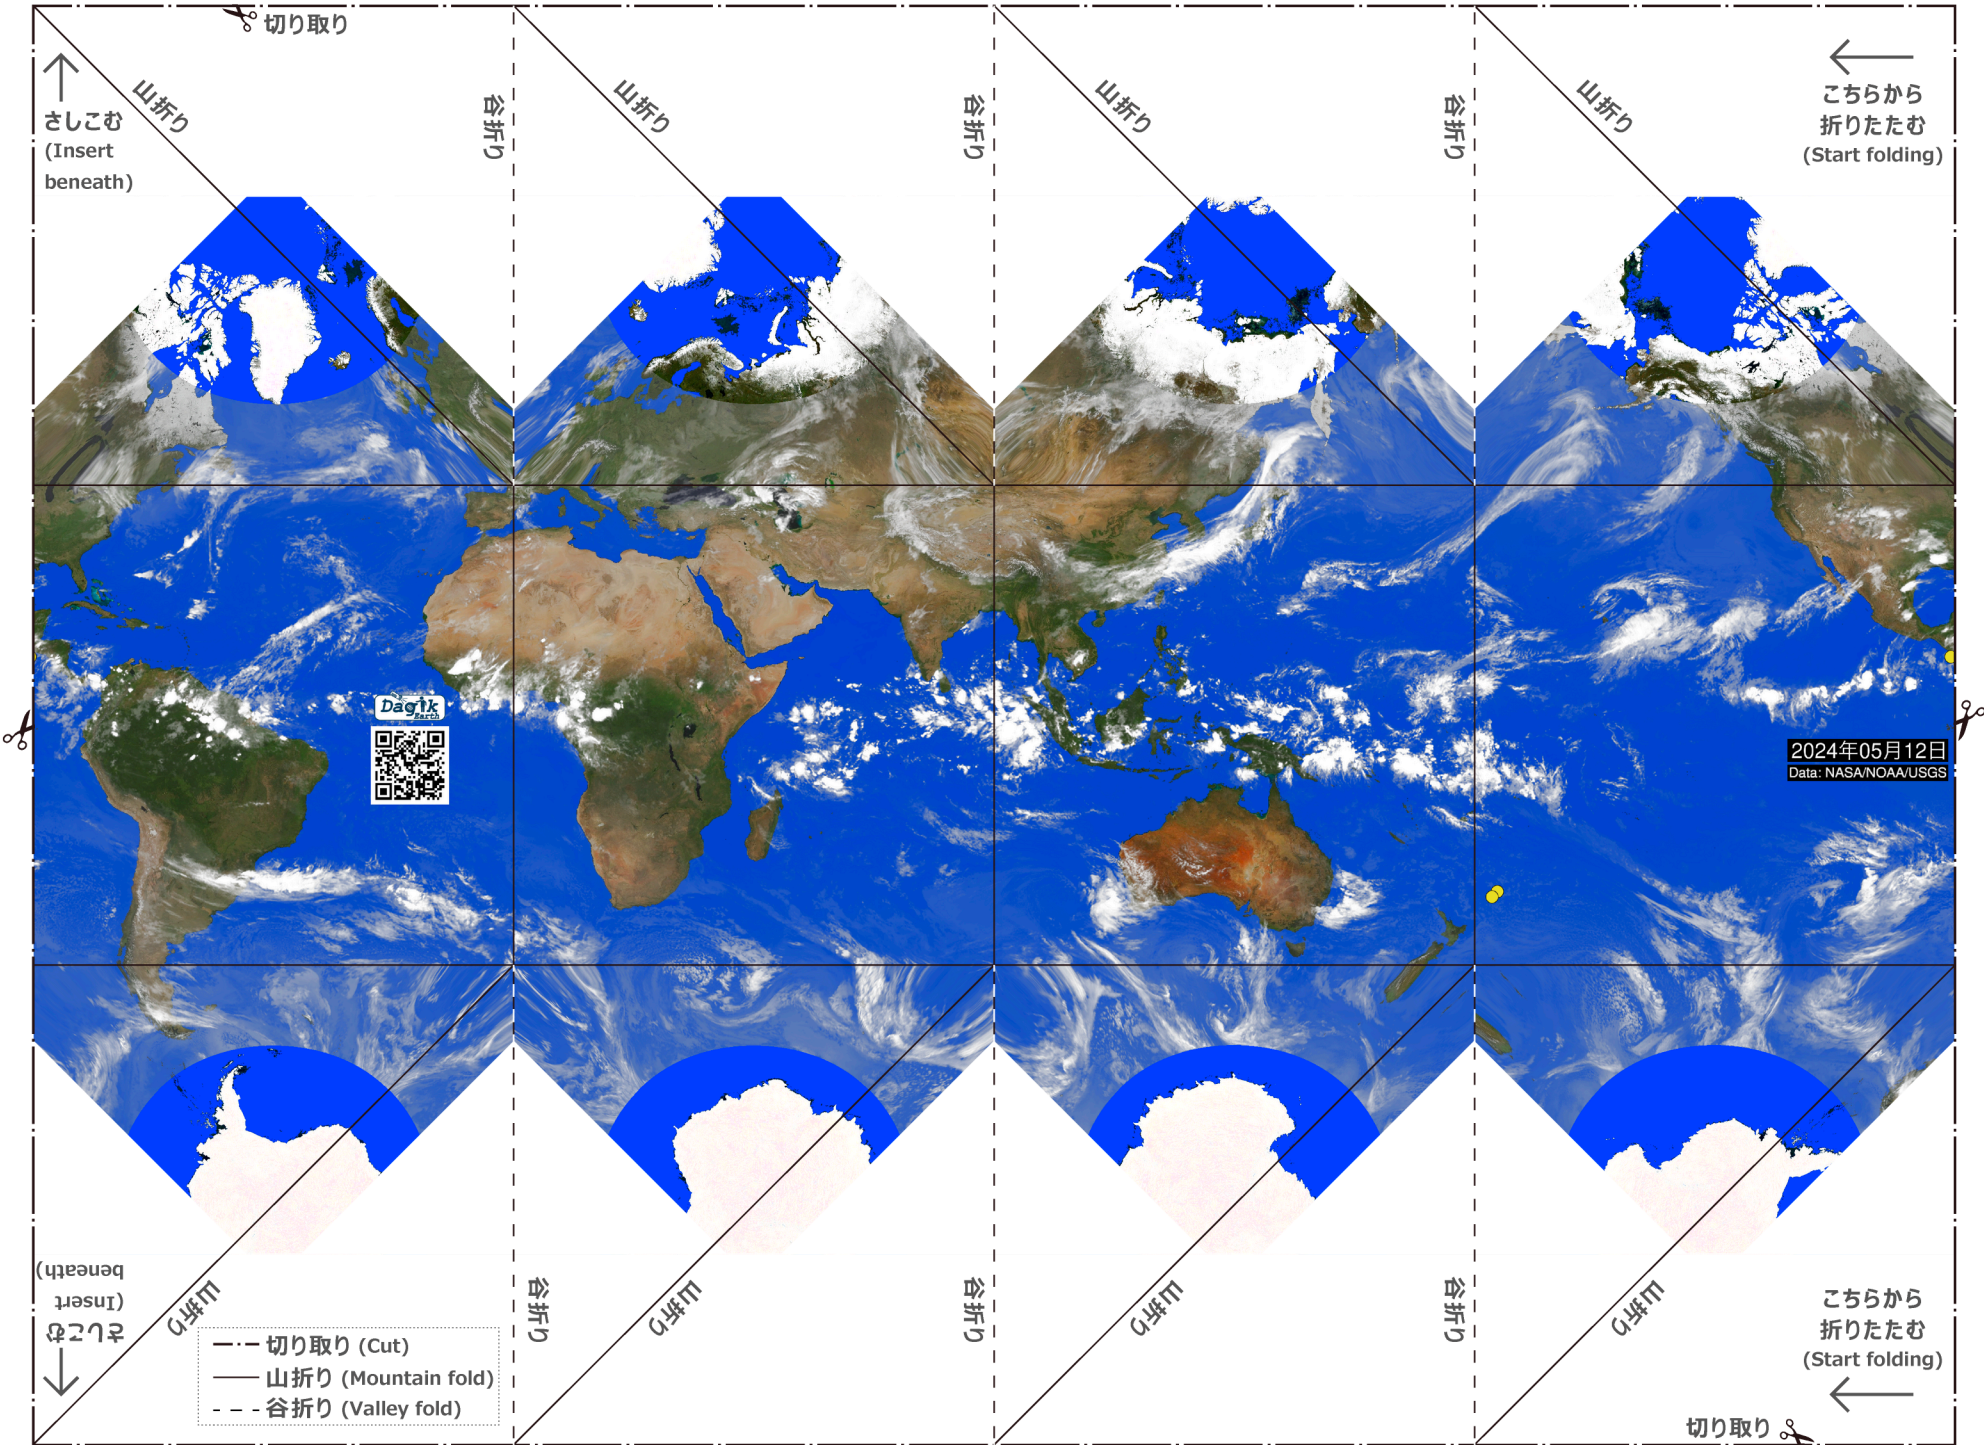 切り取り
さしこむ
(Insert
beneath)
山折り
谷折り
山折り
谷折り
山折り
谷折り
山折り
こちらから
折りたたむ
(Start folding)
Dagik
Earth
2024年05月12日
Data: NASA/NOAA/USGS
さしこむ
(Insert
beneath)
山折り
谷折り
山折り
谷折り
山折り
谷折り
山折り
こちらから
折りたたむ
(Start folding)
切り取り (Cut)
山折り (Mountain fold)
谷折り (Valley fold)
切り取り